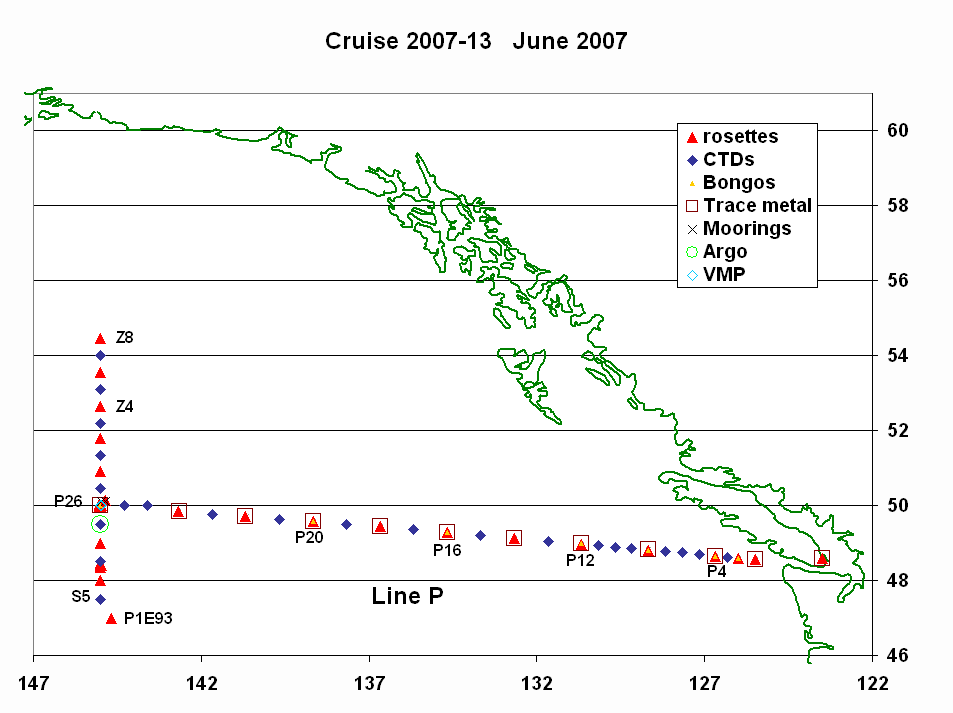 Cruise 2007-13   June 2007
rosettes
CTDs
Bongos
Trace metal
Moorings
Argo
VMP
60
58
56
Z8
54
Z4
52
P26
50
P20
P16
P12
P4
48
S5
Line P
P1E93
46
147 142 137 132 127 122